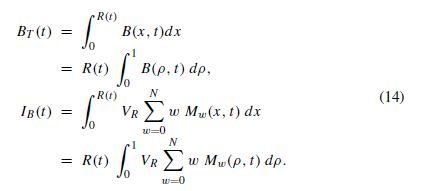 B_T(t) = ∫_0^{R(t)} B(x, t)dx
= R(t) ∫_0^1 B(ρ, t) dρ,
I_B(t) = ∫_0^{R(t)} V_R ∑_{w=0}^N w M_w(x, t) dx (14)
= R(t) ∫_0^1 V_R ∑_{w=0}^N w M_w(ρ, t) dρ.